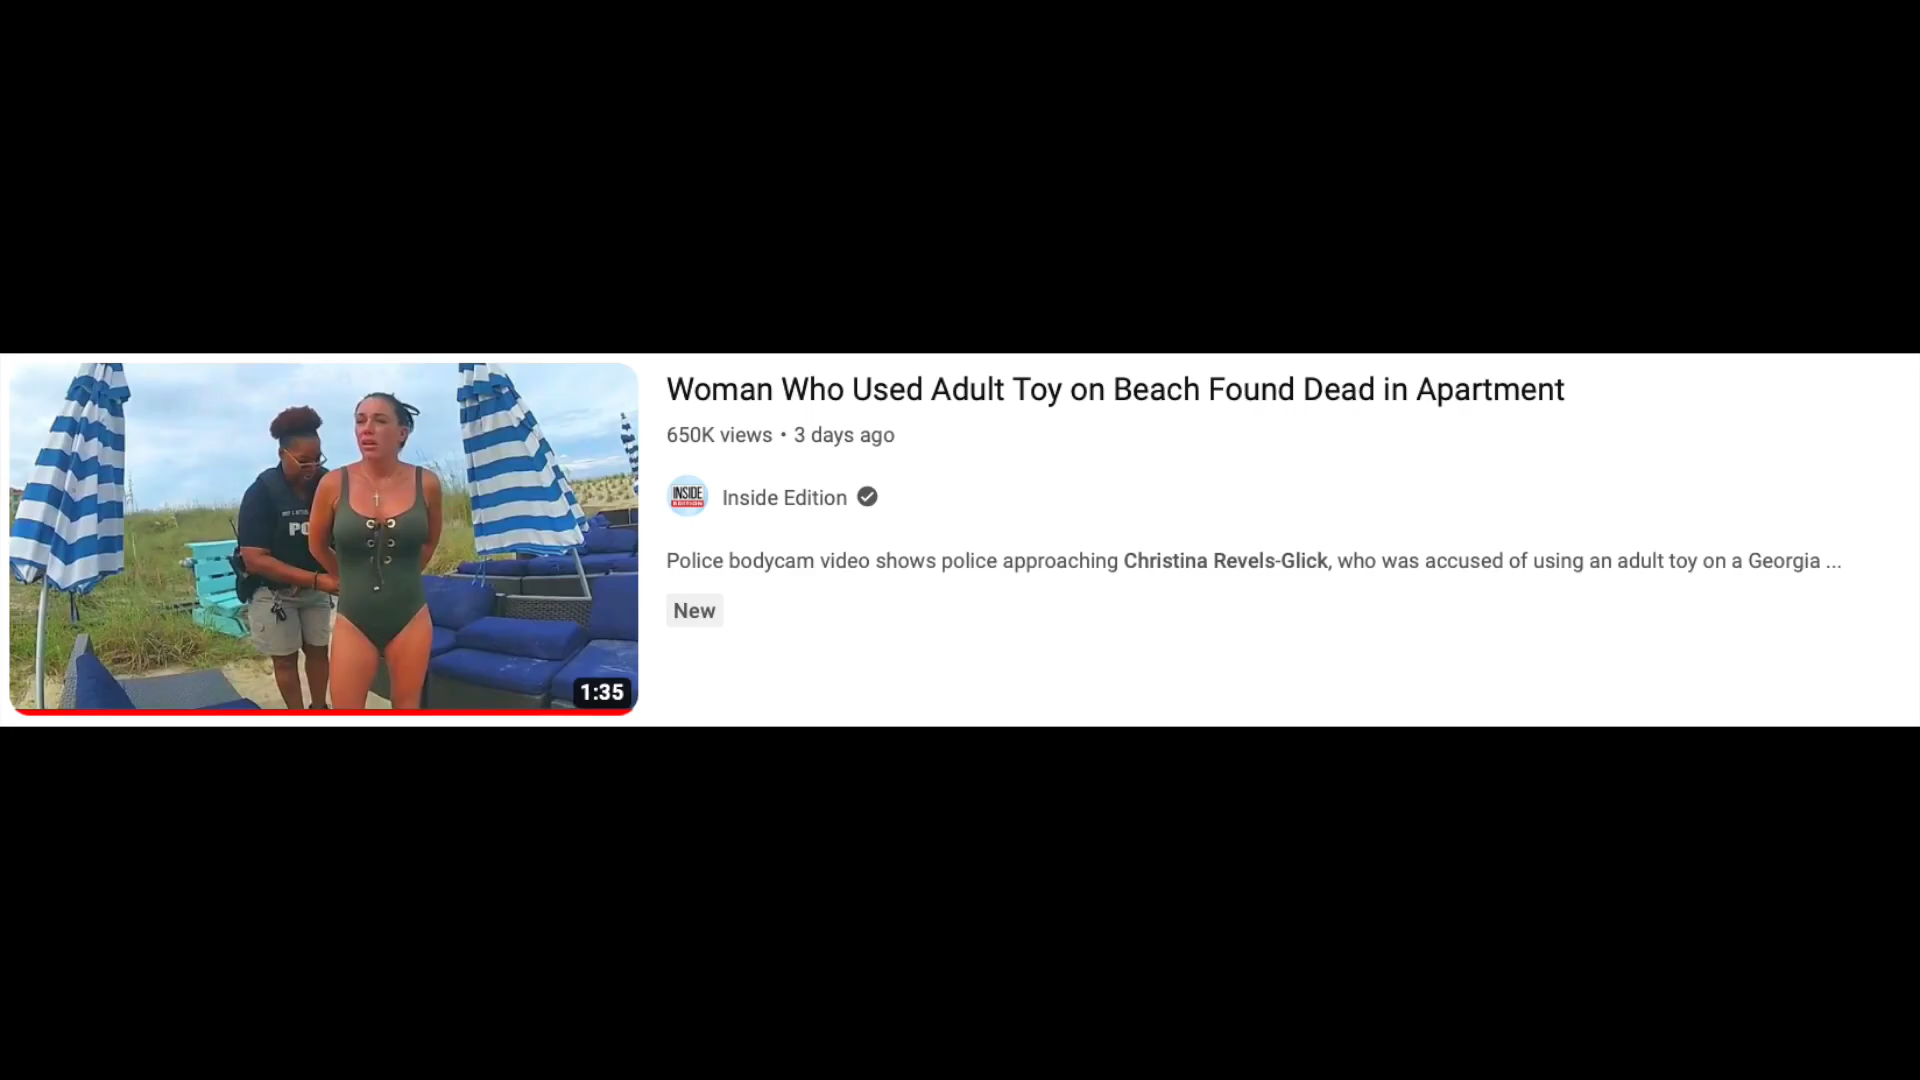 Woman Who Used Adult Toy on Beach Found Dead in Apartment
650K views • 3 days ago
INSIDE
EDITION
Inside Edition
Police bodycam video shows police approaching Christina Revels-Glick, who was accused of using an adult toy on a Georgia ...
New
PO
1:35